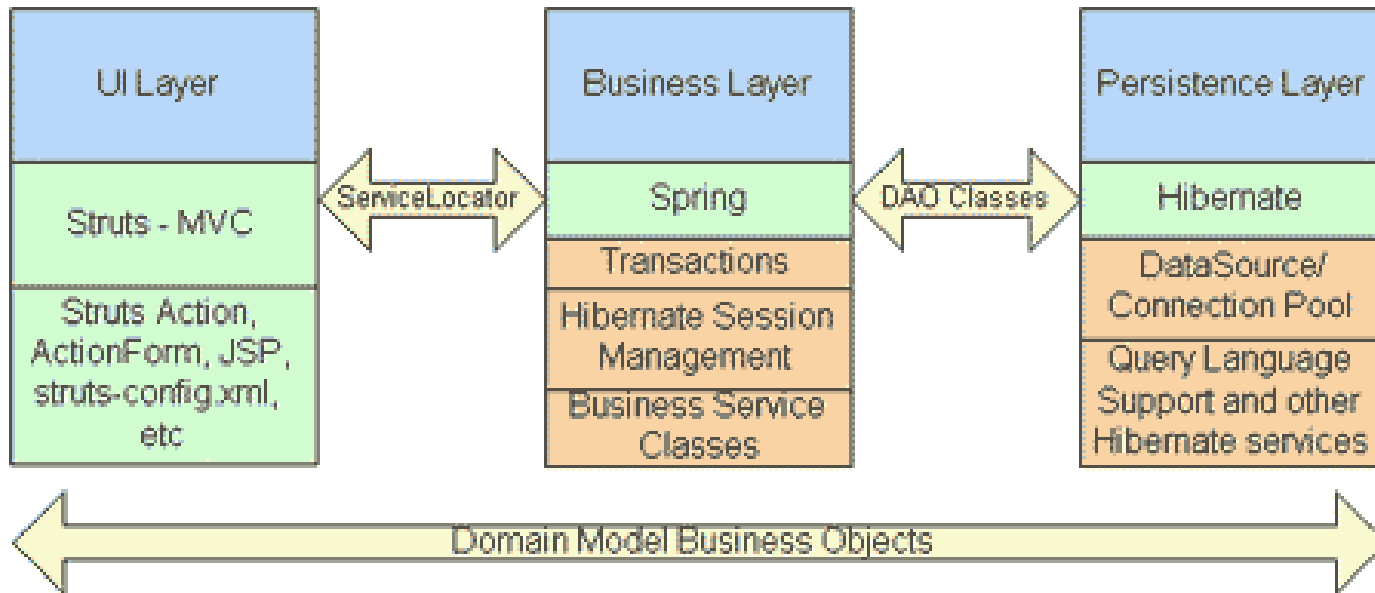 UI Layer
Struts - MVC
Struts Action,
ActionForm, JSP,
struts-config.xml,
etc
ServiceLocator
Business Layer
Spring
Transactions
Hibernate Session
Management
Business Service
Classes
DAO Classes
Persistence Layer
Hibernate
DataSource/
Connection Pool
Query Language
Support and other
Hibernate services
Domain Model Business Objects